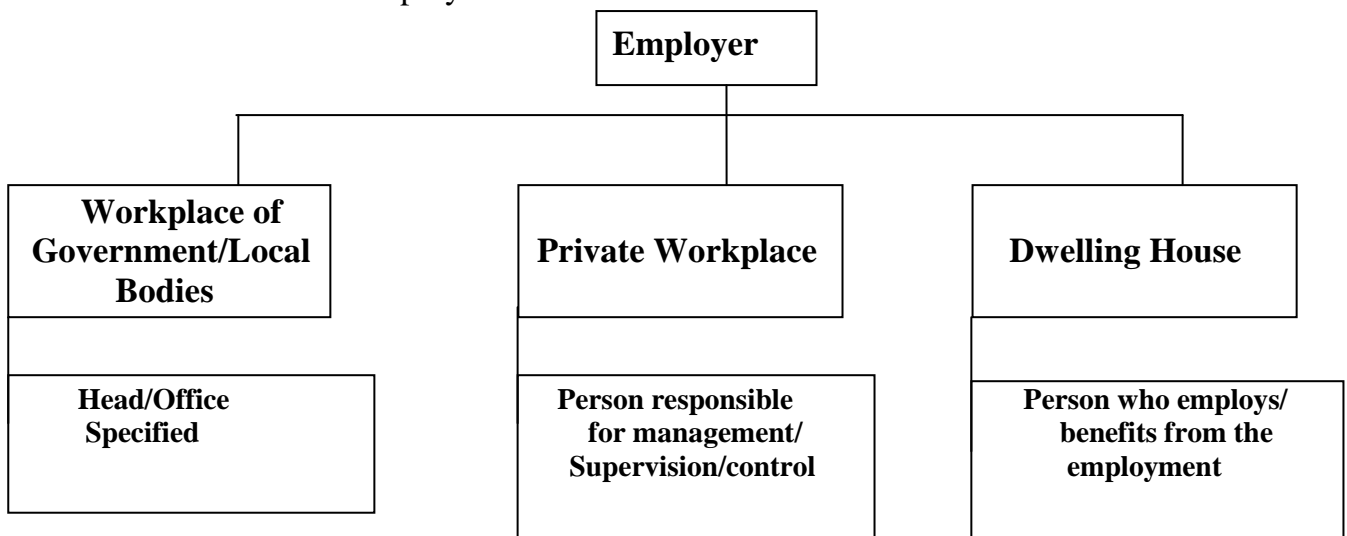 Employer
Workplace of
Government/Local
Bodies
Private Workplace
Dwelling House
Head/Office
Specified
Person responsible
for management/
Supervision/control
Person who employs/
benefits from the
employment